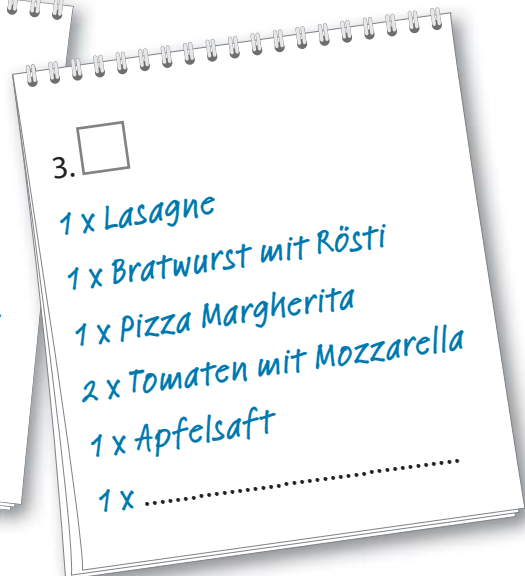 3.
1 x Lasagne
1 x Bratwurst mit Rösti
1 x Pizza Margherita
2 x Tomaten mit Mozzarella
1 x Apfelsaft
1 x ......................................